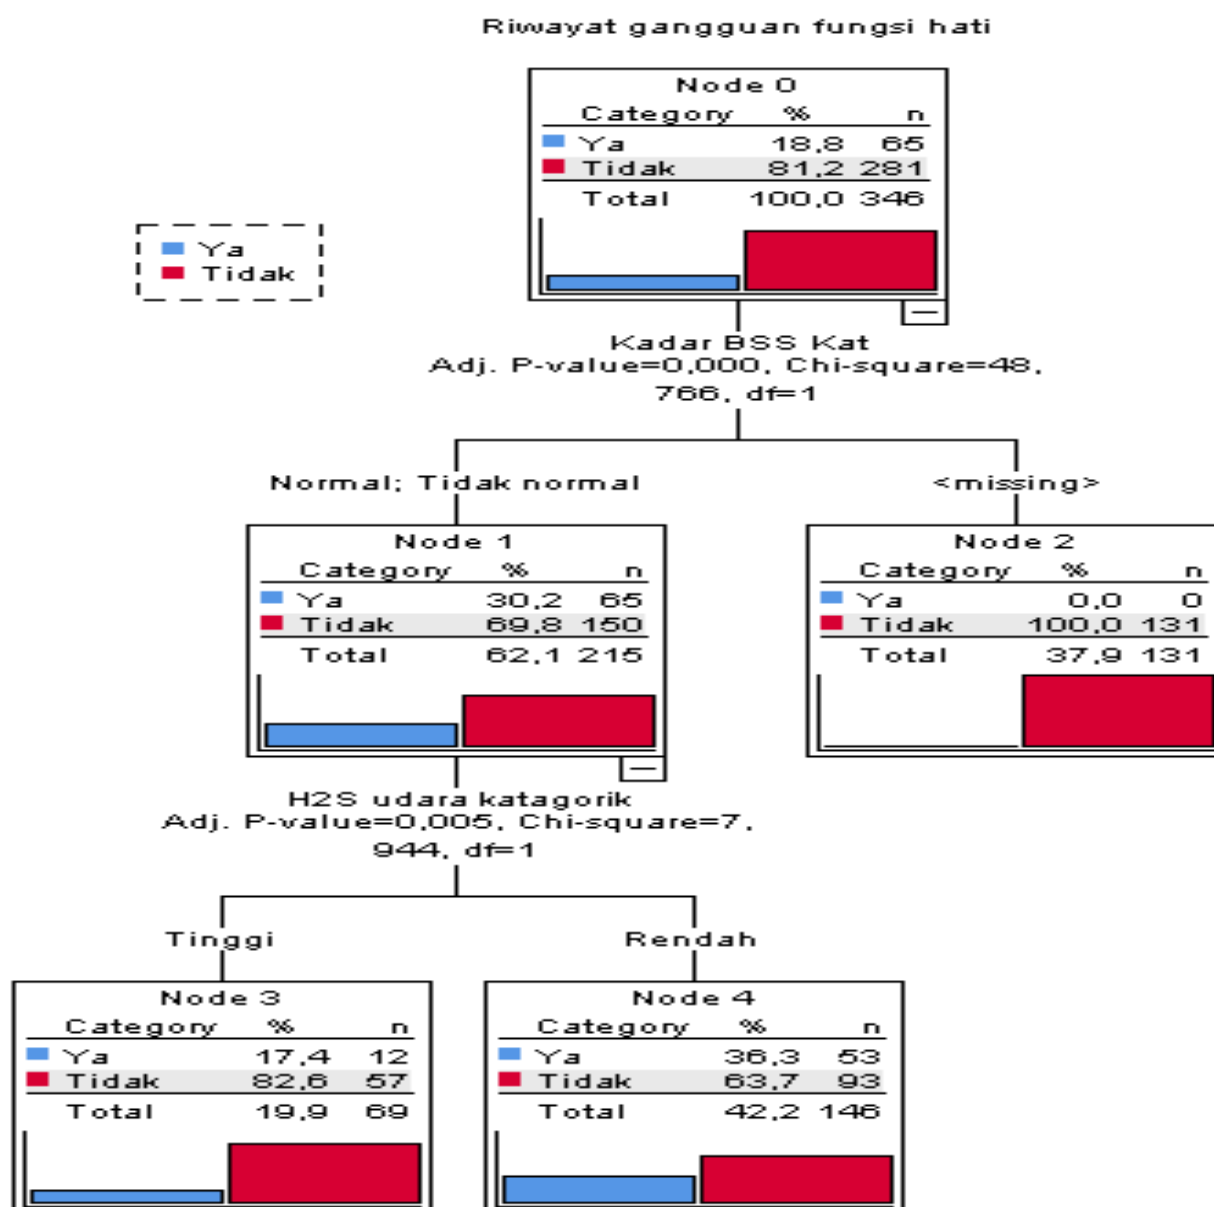 Riwayat gangguan fungsi hati
Node 0
Category % n
Ya 18,8 65
Tidak 81,2 281
Total 100,0 346
Ya
Tidak
Kadar BSS Kat
Adj. P-value=0,000, Chi-square=48,
766, df=1
Normal; Tidak normal
<missing>
Node 1
Category % n
Ya 30,2 65
Tidak 69,8 150
Total 62,1 215
Node 2
Category % n
Ya 0,0 0
Tidak 100,0 131
Total 37,9 131
H2S udara katagorik
Adj. P-value=0,005, Chi-square=7,
944, df=1
Tinggi
Rendah
Node 3
Category % n
Ya 17,4 12
Tidak 82,6 57
Total 19,9 69
Node 4
Category % n
Ya 36,3 53
Tidak 63,7 93
Total 42,2 146